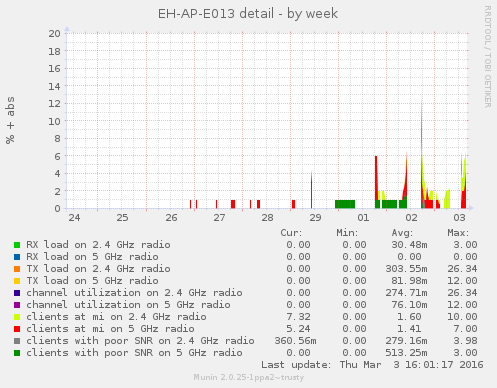 EH-AP-E013 detail - by week
RRDTOOL / TOBI OETIKER
% + abs
20
18
16
14
12
10
8
6
4
2
0
24 25 26 27 28 29 01 02 03
Cur: Min: Avg: Max:
RX load on 2.4 GHz radio 0.00 0.00 30.48m 3.00
RX load on 5 GHz radio 0.00 0.00 0.00 0.00
TX load on 2.4 GHz radio 0.00 0.00 303.55m 26.34
TX load on 5 GHz radio 0.00 0.00 81.98m 12.00
channel utilization on 2.4 GHz radio 0.00 0.00 274.71m 26.34
channel utilization on 5 GHz radio 0.00 0.00 76.10m 12.00
clients at mi on 2.4 GHz radio 7.32 0.00 1.60 10.00
clients at mi on 5 GHz radio 5.24 0.00 1.41 7.00
clients with poor SNR on 2.4 GHz radio 360.56m 0.00 279.16m 3.98
clients with poor SNR on 5 GHz radio 0.00 0.00 513.25m 3.00
Last update: Thu Mar 3 16:01:17 2016
Munin 2.0.25-1ppa2~trusty